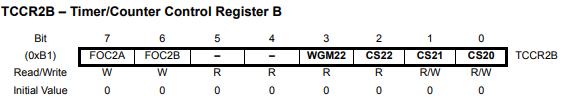 TCCR2B – Timer/Counter Control Register B
Bit 7 6 5 4 3 2 1 0
(0xB1) FOC2A FOC2B – – WGM22 CS22 CS21 CS20 TCCR2B
Read/Write W W R R R R R/W R/W
Initial Value 0 0 0 0 0 0 0 0